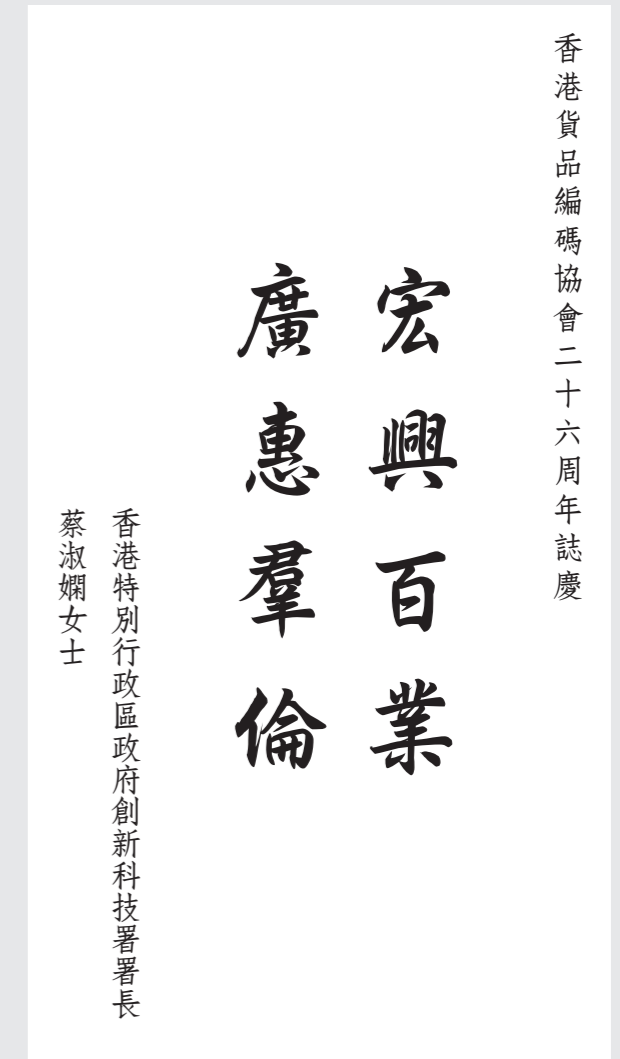 香港貨品編碼協會二十六周年誌慶
宏興百業
廣惠羣倫
香港特別行政區政府創新科技署署長
蔡淑嫻女士